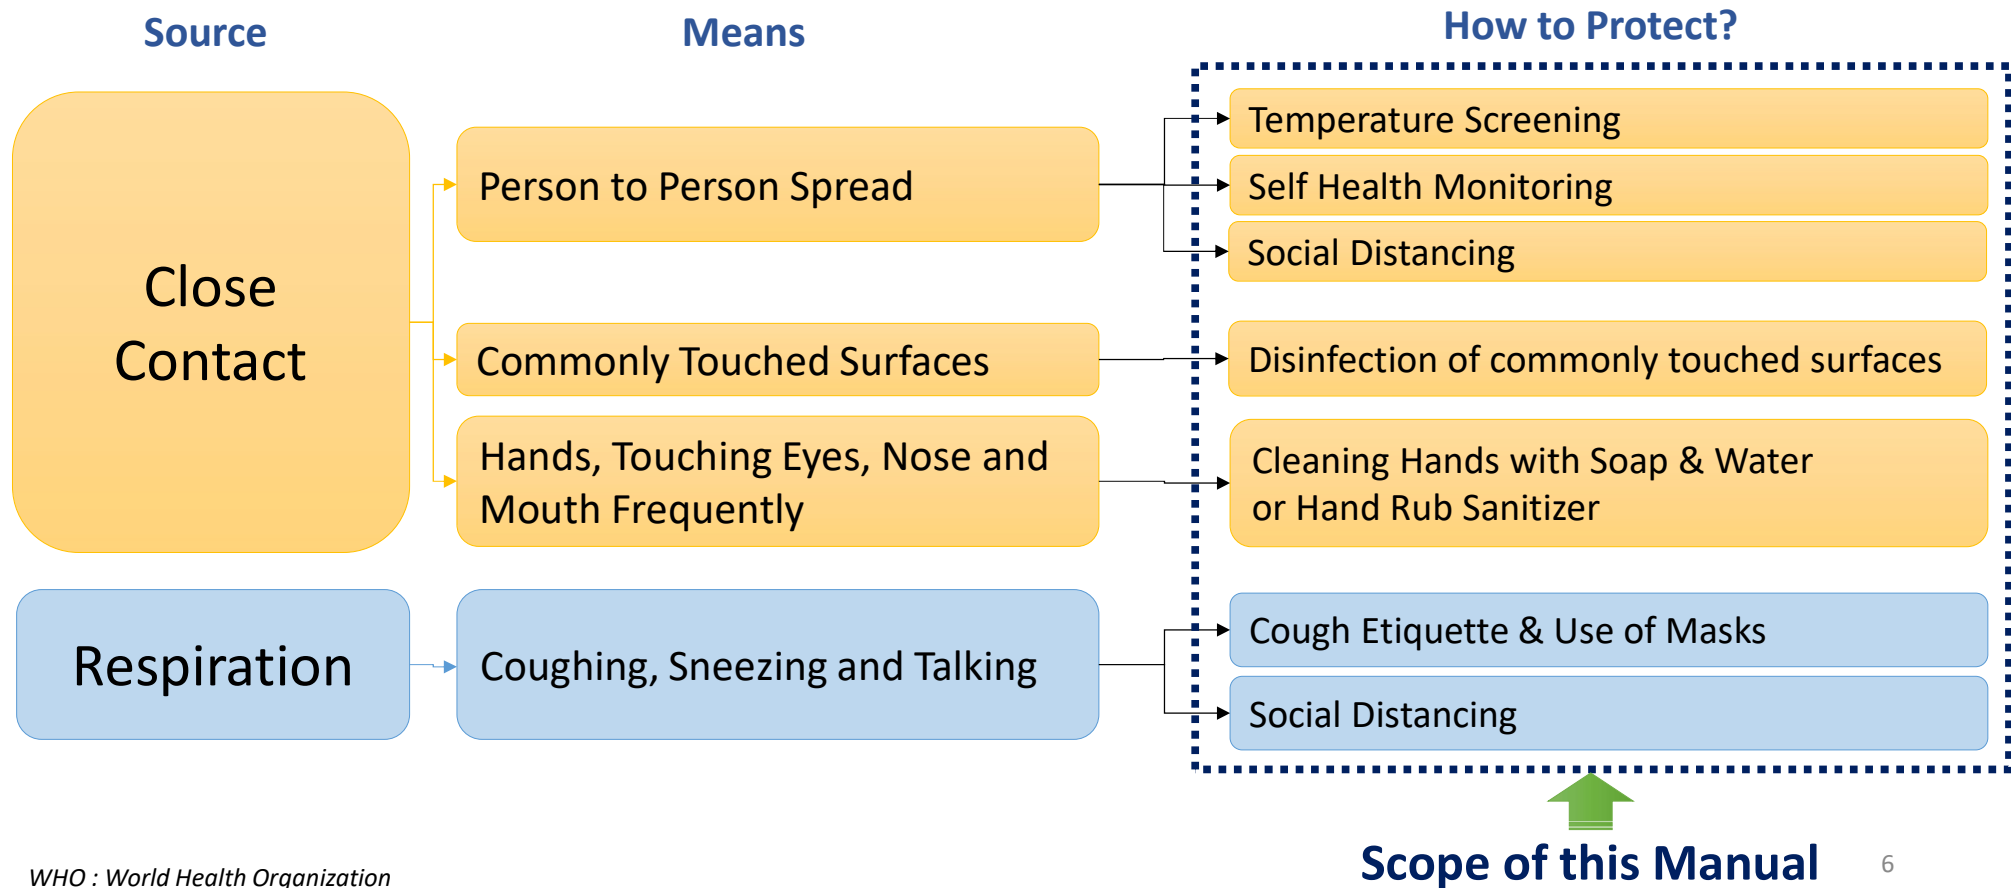 Source
Means
How to Protect?
Close
Contact
Person to Person Spread
Temperature Screening
Self Health Monitoring
Social Distancing
Commonly Touched Surfaces
Disinfection of commonly touched surfaces
Hands, Touching Eyes, Nose and
Mouth Frequently
Cleaning Hands with Soap & Water
or Hand Rub Sanitizer
Respiration
Coughing, Sneezing and Talking
Cough Etiquette & Use of Masks
Social Distancing
Scope of this Manual
6
WHO : World Health Organization